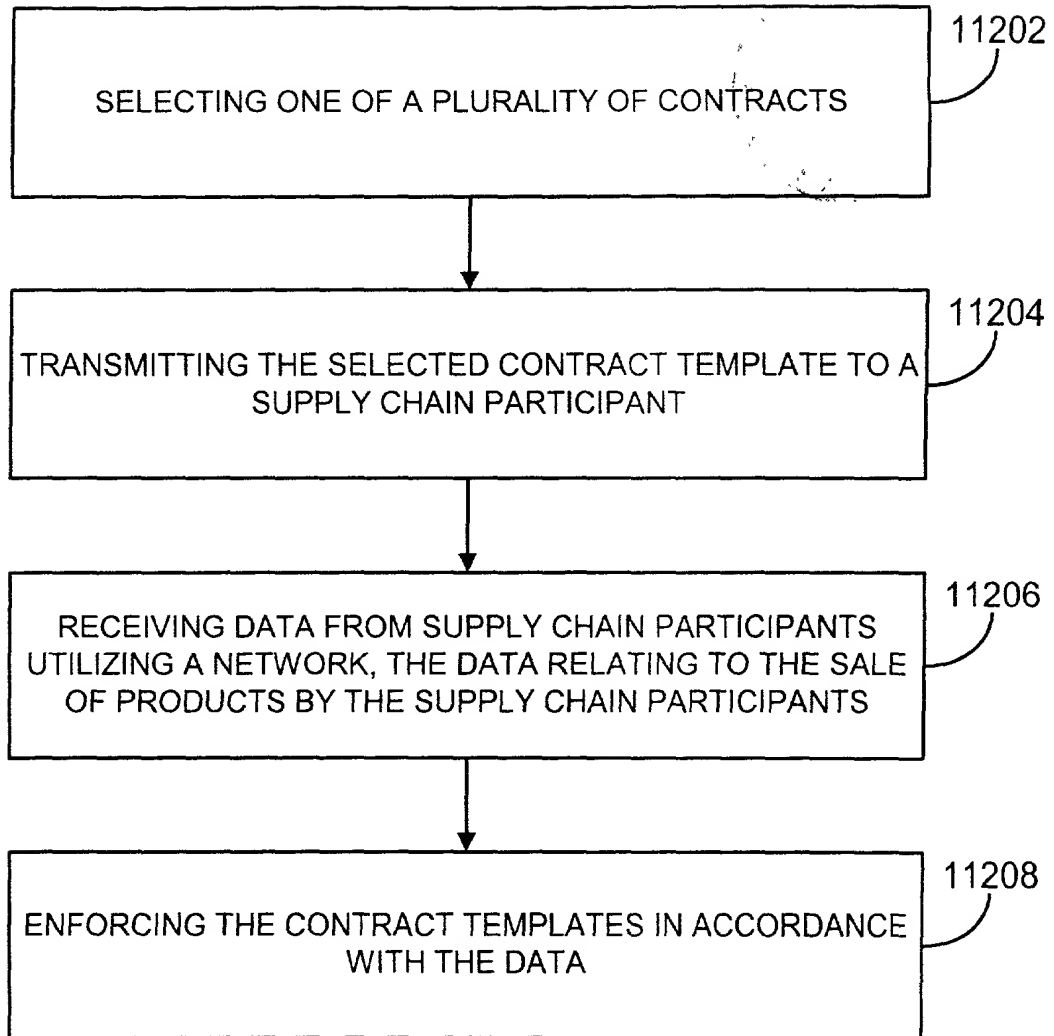 11202
SELECTING ONE OF A PLURALITY OF CONTRACTS
11204
TRANSMITTING THE SELECTED CONTRACT TEMPLATE TO A
SUPPLY CHAIN PARTICIPANT
11206
RECEIVING DATA FROM SUPPLY CHAIN PARTICIPANTS
UTILIZING A NETWORK, THE DATA RELATING TO THE SALE
OF PRODUCTS BY THE SUPPLY CHAIN PARTICIPANTS
11208
ENFORCING THE CONTRACT TEMPLATES IN ACCORDANCE
WITH THE DATA